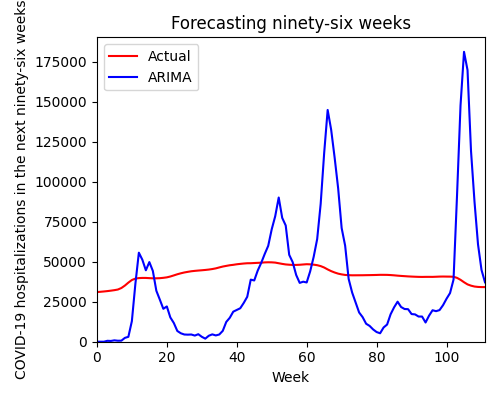 Forecasting ninety-six weeks
COVID-19 hospitalizations in the next ninety-six weeks
175000
150000
125000
100000
75000
50000
25000
0
Actual
ARIMA
0 20 40 60 80 100
Week